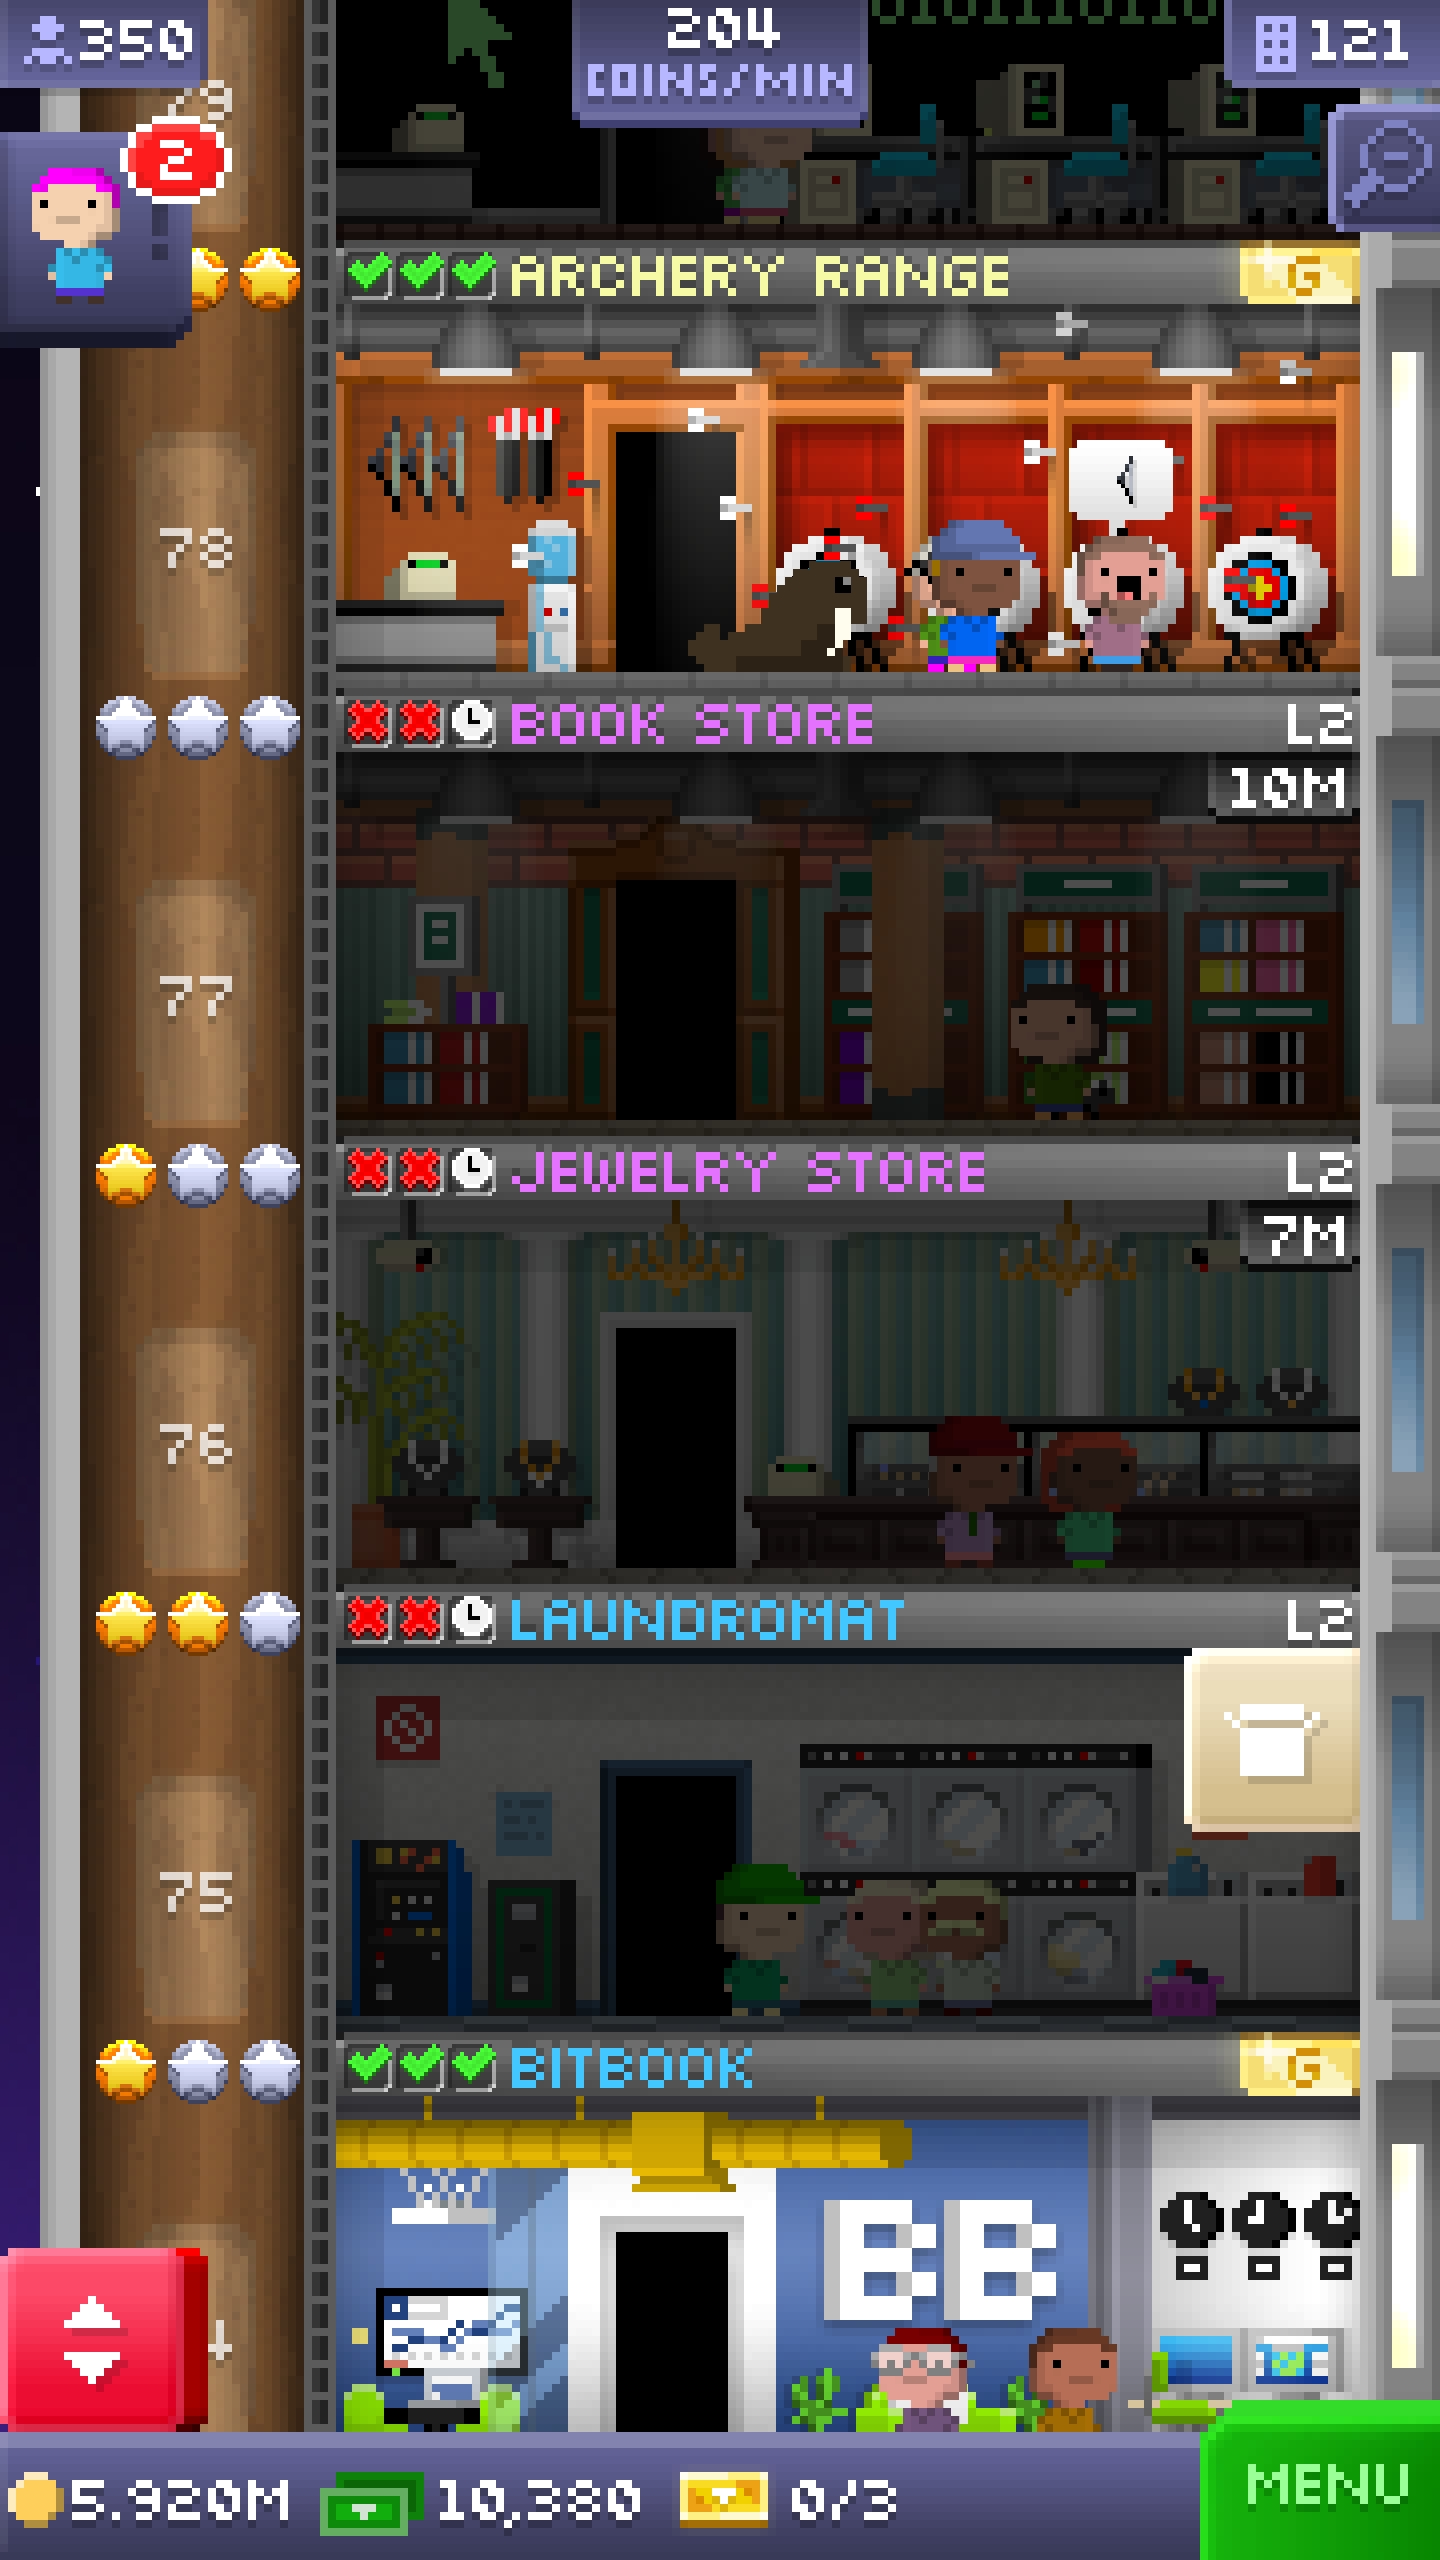 350
204
COINS/MIN
0101110110
121
79
2
ARCHERY RANGE
G
78
BOOK STORE
L2
10M
77
JEWELRY STORE
L2
7M
76
LAUNDROMAT
L2
75
BITBOOK
G
BB
5.920M
10,380
0/3
MENU